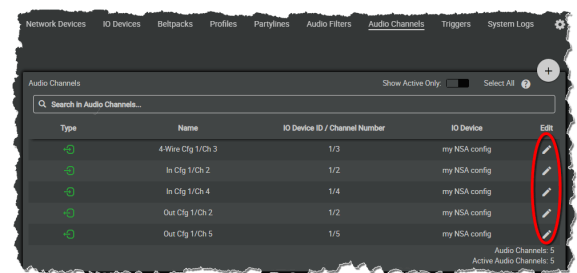 Network Devices IO Devices Beltpacks Profiles Partylines Audio Filters Audio Channels Triggers System Logs
+
Audio Channels Show Active Only: Select All ?
Search in Audio Channels...
Type Name IO Device ID / Channel Number IO Device Edit
4-Wire Cfg 1/Ch 3 1/3 my NSA config
In Cfg 1/Ch 2 1/2 my NSA config
In Cfg 1/Ch 4 1/4 my NSA config
Out Cfg 1/Ch 2 1/2 my NSA config
Out Cfg 1/Ch 5 1/5 my NSA config
Audio Channels: 5
Active Audio Channels: 5